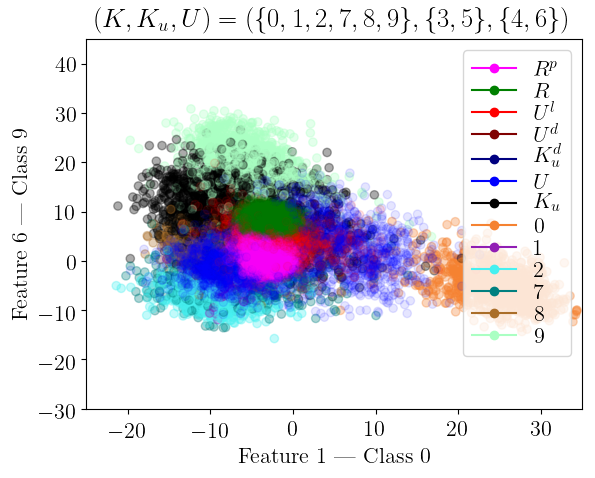 (K, K_u, U) = ({0, 1, 2, 7, 8, 9}, {3, 5}, {4, 6})
40
30
20
10
0
−10
−20
−30
Feature 6 — Class 9
−20
−10
0
10
20
30
Feature 1 — Class 0
R^p
R
U^l
U^d
K_u^d
U
K_u
0
1
2
7
8
9